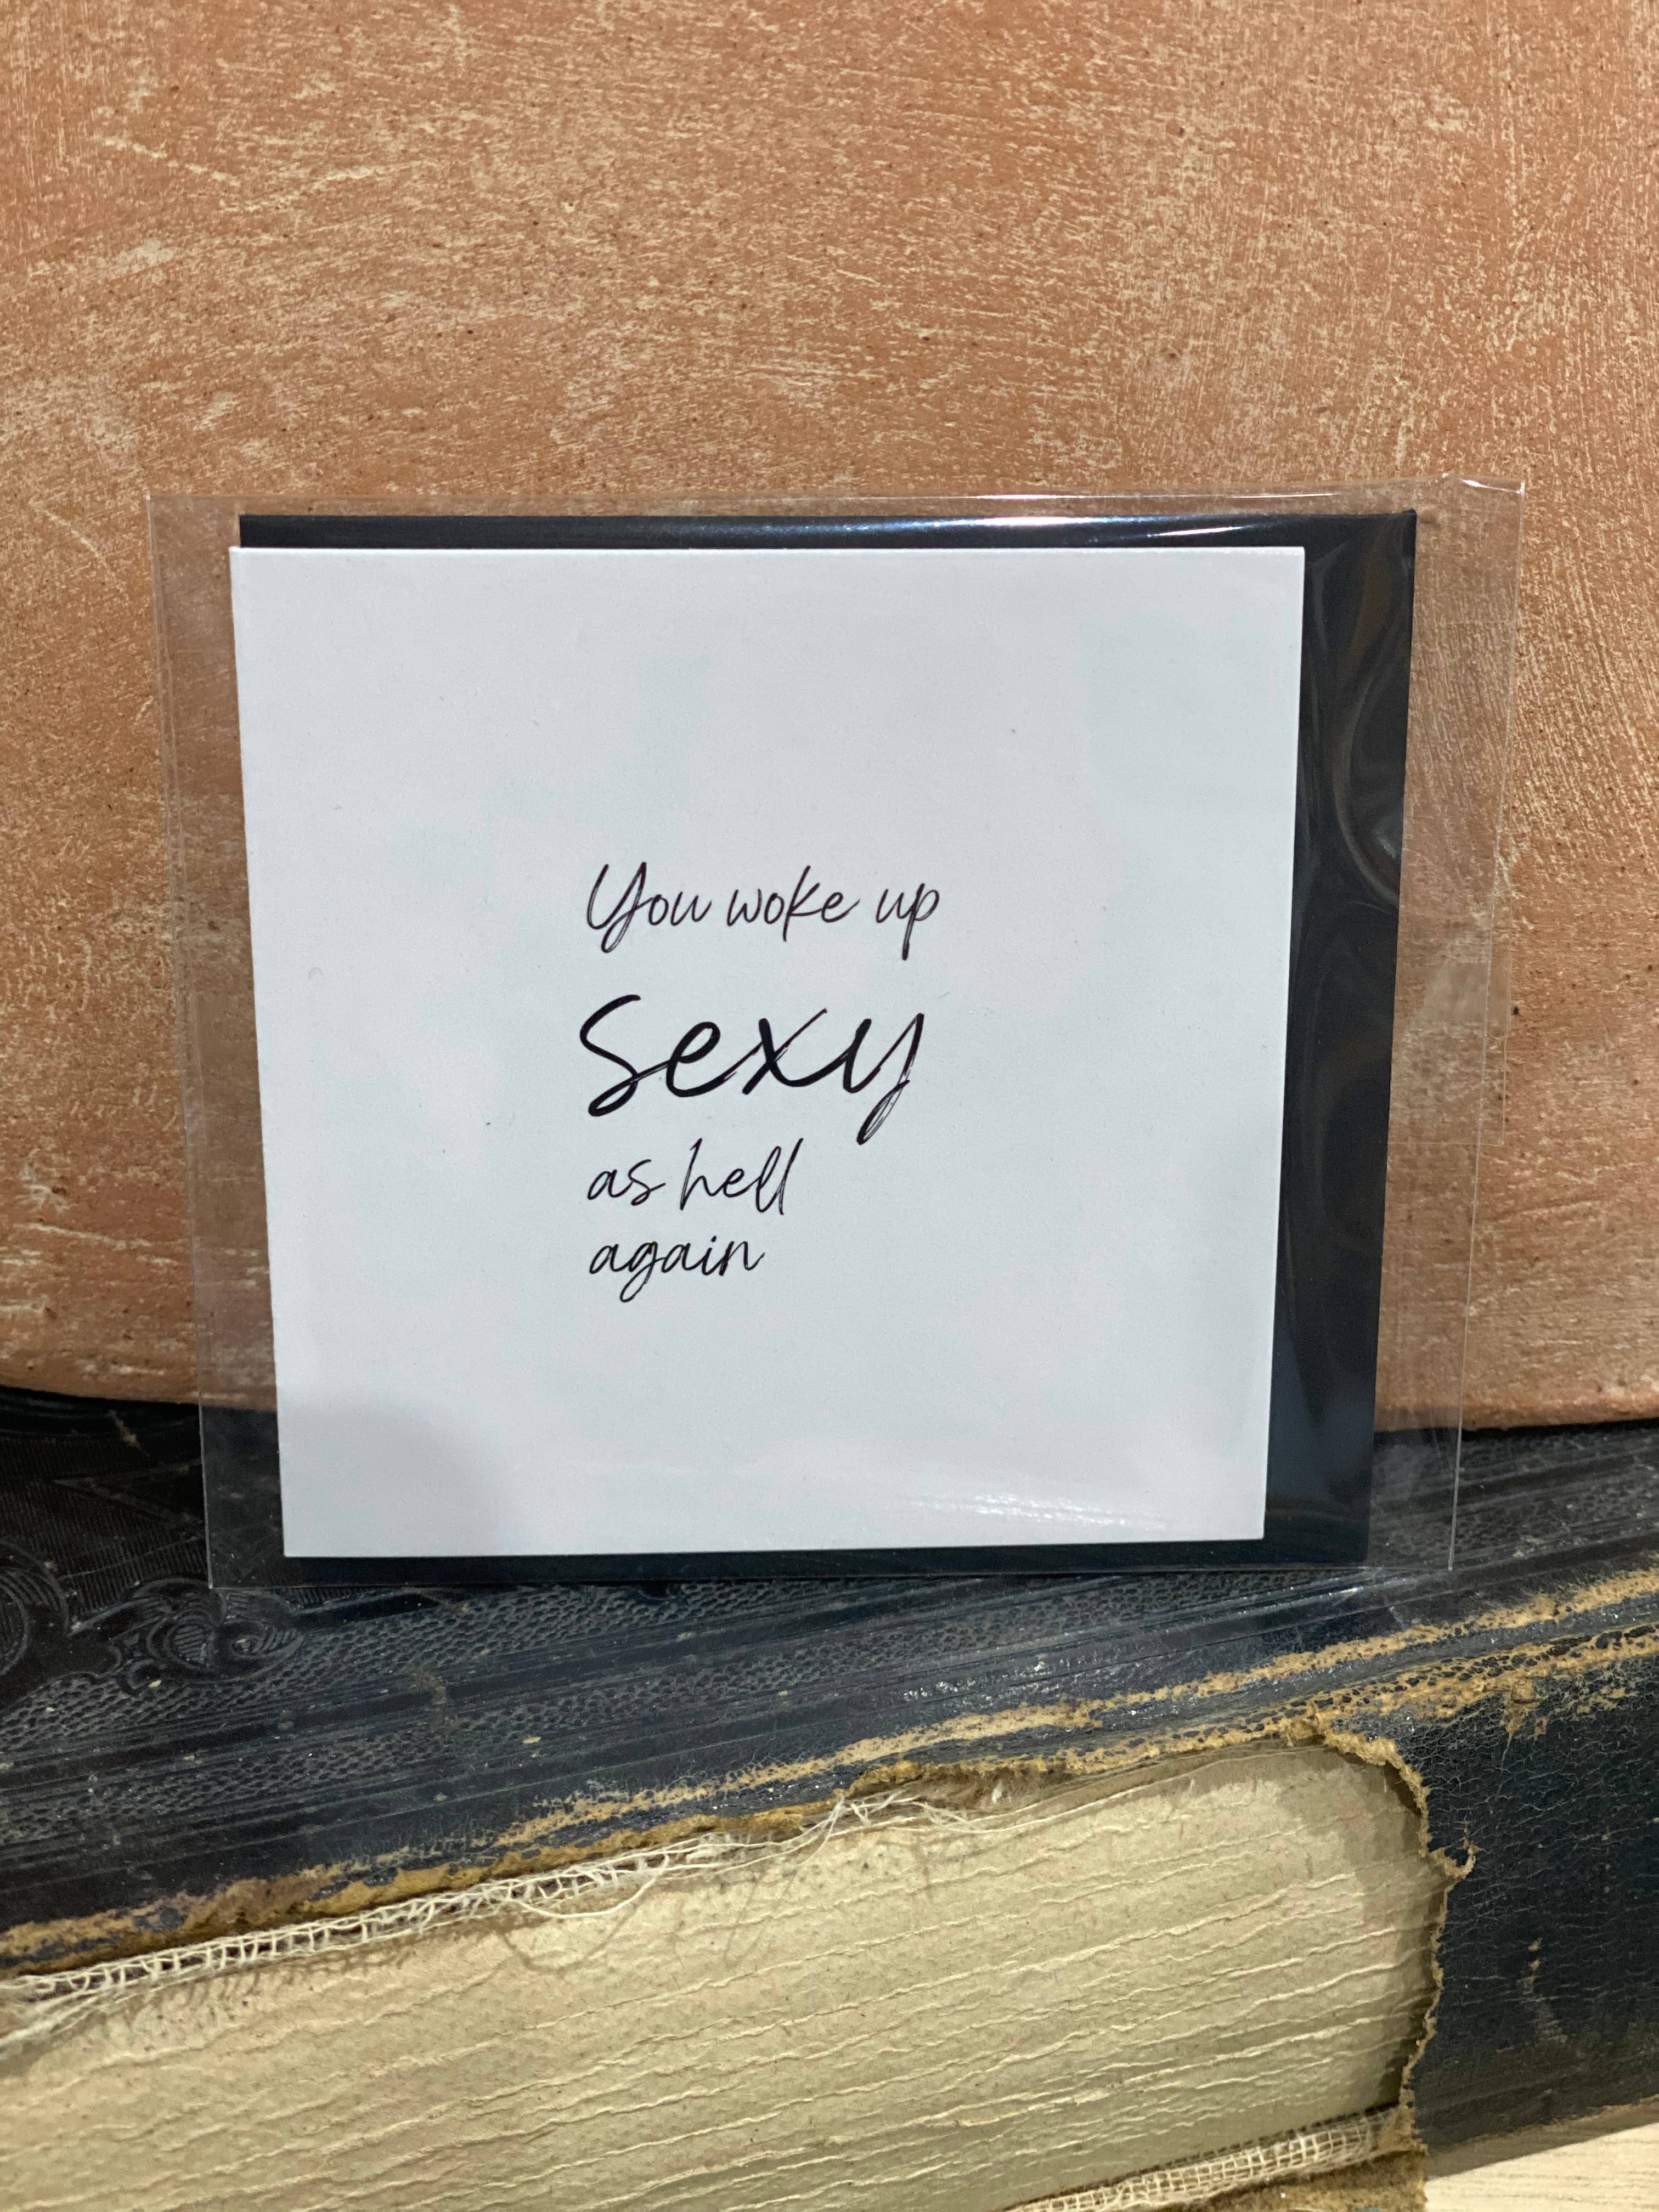 You woke up
sexy
as hell
again